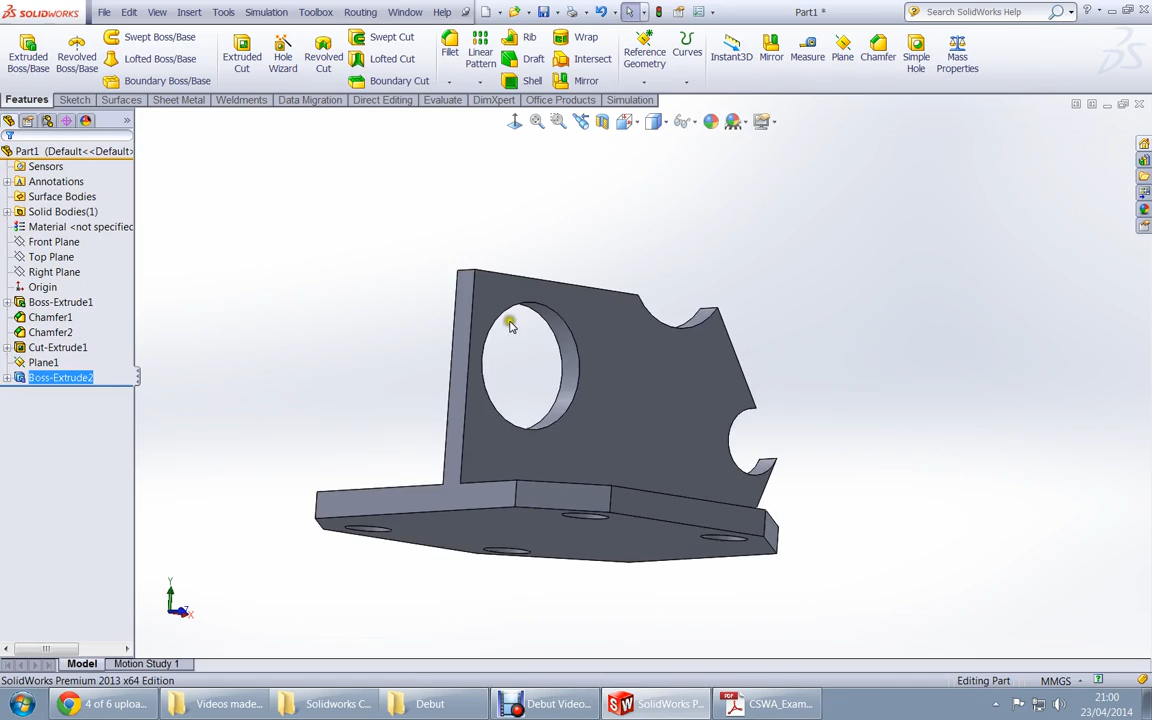 SOLIDWORKS File Edit View Insert Tools Simulation Toolbox Routing Window Help Part1 * Search SolidWorks Help
Extruded Boss/Base
Revolved Boss/Base
Swept Boss/Base
Lofted Boss/Base
Boundary Boss/Base
Extruded Cut
Hole Wizard
Revolved Cut
Swept Cut
Lofted Cut
Boundary Cut
Fillet
Linear Pattern
Rib
Draft
Shell
Wrap
Intersect
Mirror
Reference Geometry
Curves
Instant3D
Mirror
Measure
Plane
Chamfer
Simple Hole
Mass Properties
Features Sketch Surfaces Sheet Metal Weldments Data Migration Direct Editing Evaluate DimXpert Office Products Simulation
Part1 (Default<<Default>
Sensors
Annotations
Surface Bodies
Solid Bodies(1)
Material <not specified
Front Plane
Top Plane
Right Plane
Origin
Boss-Extrude1
Chamfer1
Chamfer2
Cut-Extrude1
Plane1
Boss-Extrude2
Y
Z
X
Model Motion Study 1
SolidWorks Premium 2013 x64 Edition Editing Part MMGS
4 of 6 uploa... Videos made... Solidworks C... Debut Debut Video... SolidWorks P... CSWA_Exam... 21:00
23/04/2014